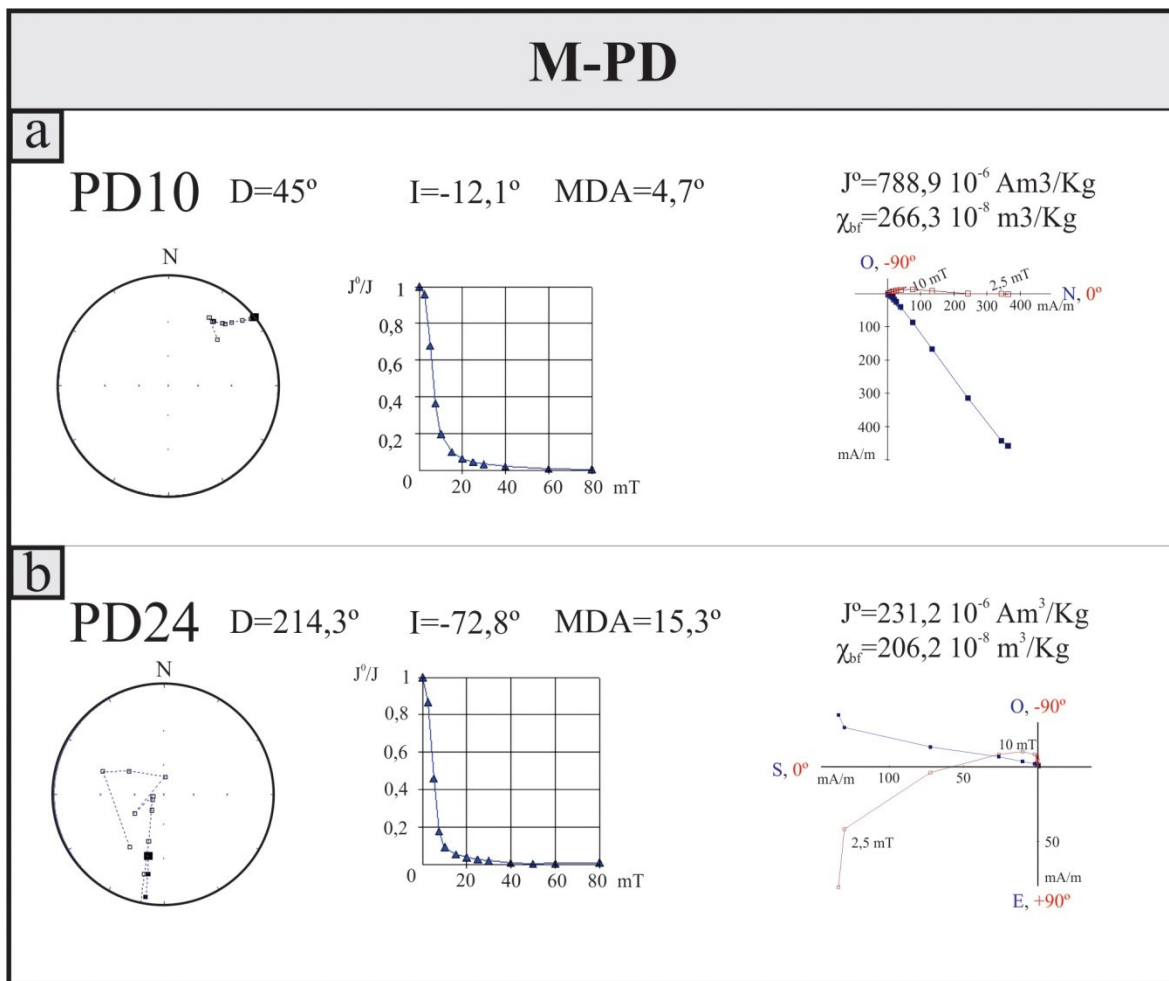 M-PD
a
PD10 D=45º I=-12,1º MDA=4,7º
Jº=788,9 10⁻⁶ Am3/Kg
χbf=266,3 10⁻⁸ m3/Kg
N
J⁰/J
1
0,8
0,6
0,4
0,2
0 20 40 60 80 mT
O, -90º
10 mT 2,5 mT
100 200 300 400 mA/m N, 0º
100
200
300
400
mA/m
b
PD24 D=214,3º I=-72,8º MDA=15,3º
Jº=231,2 10⁻⁶ Am³/Kg
χbf=206,2 10⁻⁸ m³/Kg
N
J⁰/J 1
0,8
0,6
0,4
0,2
0 20 40 60 80 mT
O, -90º
10 mT
S, 0º mA/m 100 50
2,5 mT
50
mA/m
E, +90º